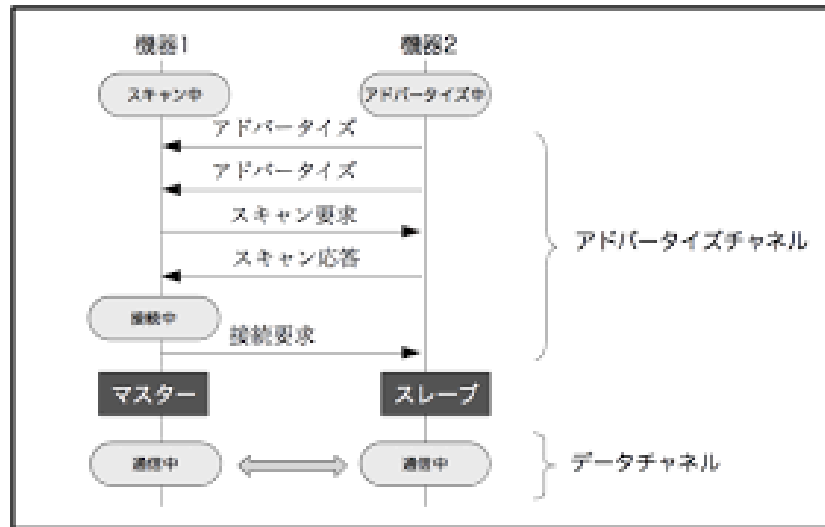 機器1
機器2
スキャン中
アドバータイズ中
アドバータイズ
アドバータイズ
スキャン要求
スキャン応答
アドバータイズチャネル
接続中
接続要求
マスター
スレーブ
通信中
通信中
データチャネル